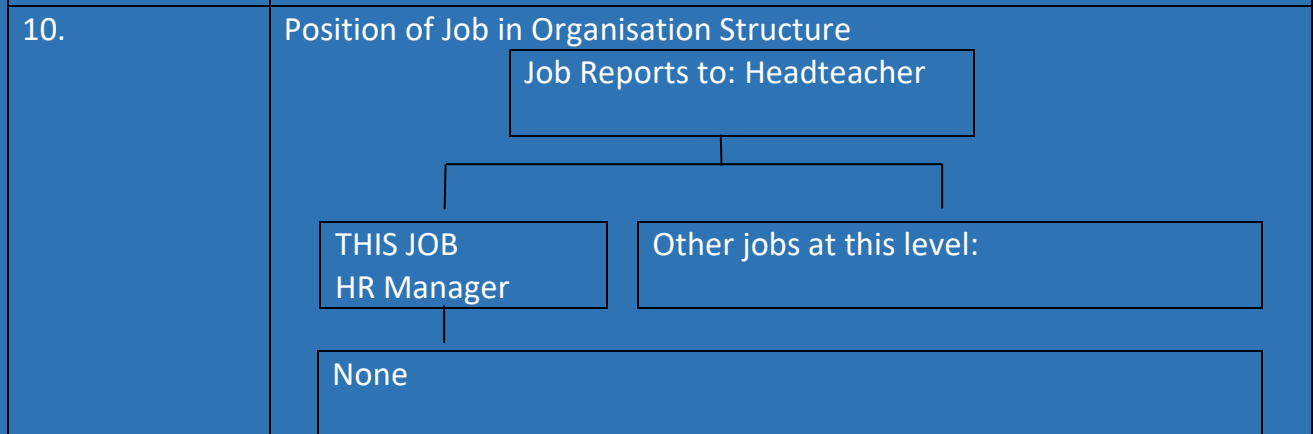 10.
Position of Job in Organisation Structure
Job Reports to: Headteacher
THIS JOB
HR Manager
Other jobs at this level:
None